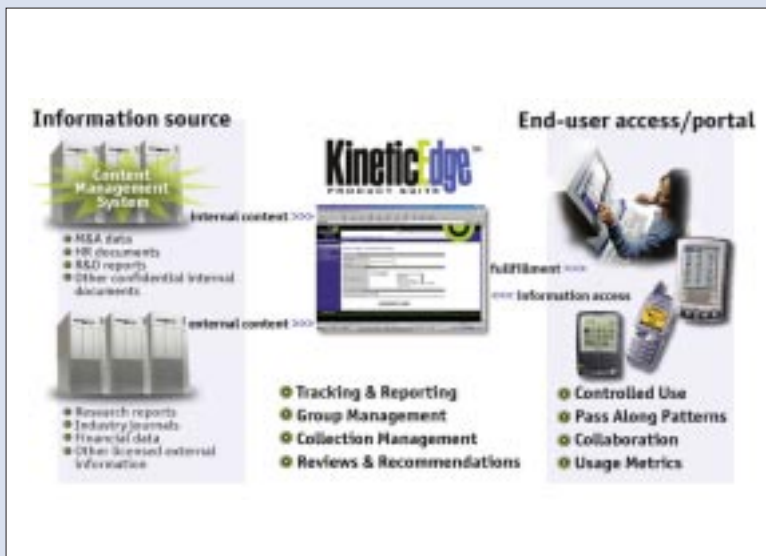 Information source
Content
Management
System
internal content >>>
M&A data
HR documents
R&D reports
Other confidential internal
documents
external content >>>
Research reports
Industry Journals
Financial data
Other licensed external
information
KineticEdge™
PRODUCT SUITE
Tracking & Reporting
Group Management
Collection Management
Reviews & Recommendations
End-user access/portal
fullfillment >>>
<<< Information access
Controlled Use
Pass Along Patterns
Collaboration
Usage Metrics